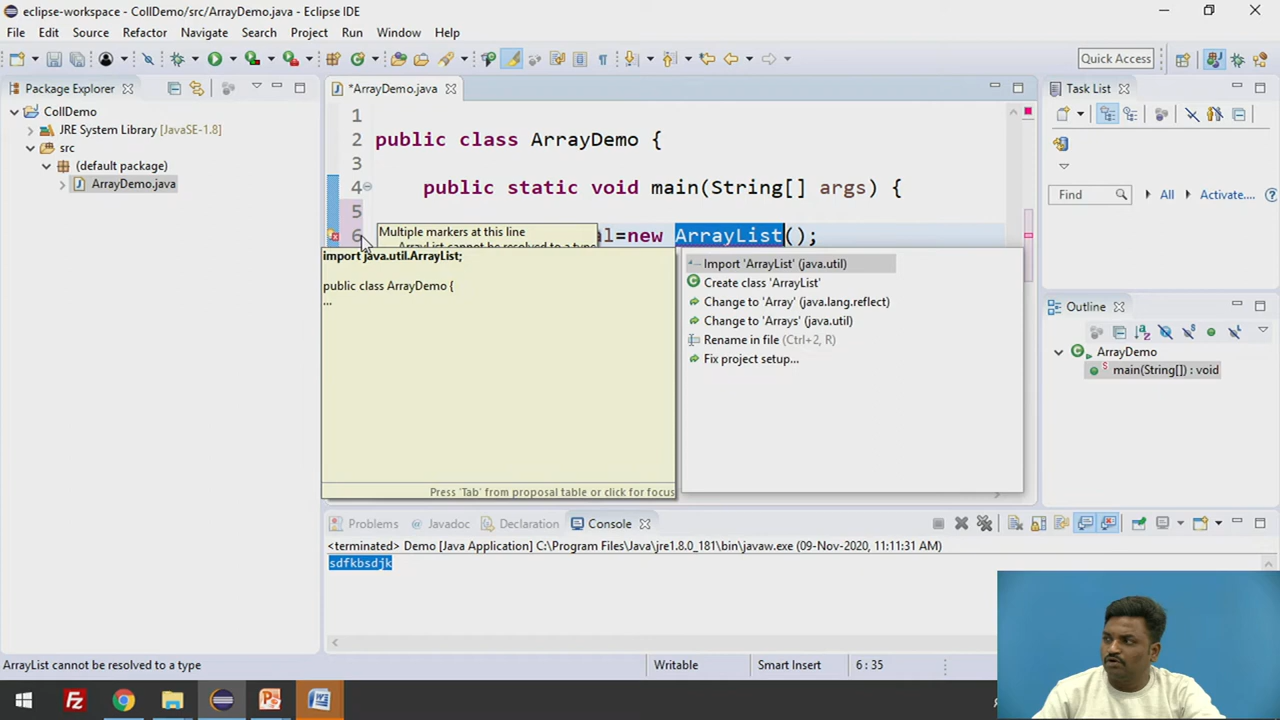 eclipse-workspace - CollDemo/src/ArrayDemo.java - Eclipse IDE
File Edit Source Refactor Navigate Search Project Run Window Help
Quick Access
Package Explorer
CollDemo
JRE System Library [JavaSE-1.8]
src
(default package)
ArrayDemo.java
*ArrayDemo.java
1
2 public class ArrayDemo {
3
4 public static void main(String[] args) {
5
6 al=new ArrayList();
Multiple markers at this line
ArrayList cannot be resolved to a type
import java.util.ArrayList;
public class ArrayDemo {
...
Press 'Tab' from proposal table or click for focus
Import 'ArrayList' (java.util)
Create class 'ArrayList'
Change to 'Array' (java.lang.reflect)
Change to 'Arrays' (java.util)
Rename in file (Ctrl+2, R)
Fix project setup...
Task List
Find All Activate...
Outline
ArrayDemo
main(String[]) : void
Problems Javadoc Declaration Console
<terminated> Demo [Java Application] C:\Program Files\Java\jre1.8.0_181\bin\javaw.exe (09-Nov-2020, 11:11:31 AM)
sdfkbsdjk
ArrayList cannot be resolved to a type
Writable
Smart Insert
6 : 35